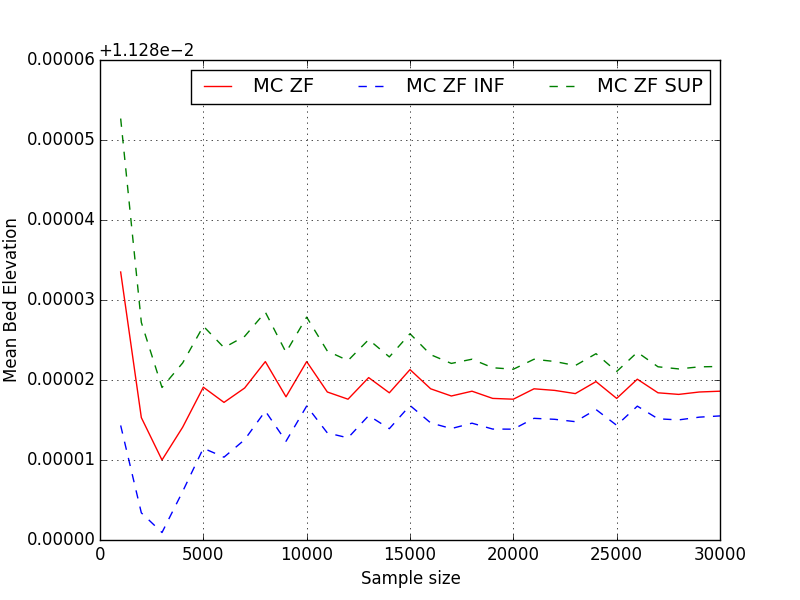 +1.128e−2
0.00006
MC ZF MC ZF INF MC ZF SUP
0.00005
0.00004
0.00003
0.00002
0.00001
0.00000
Mean Bed Elevation
0 5000 10000 15000 20000 25000 30000
Sample size